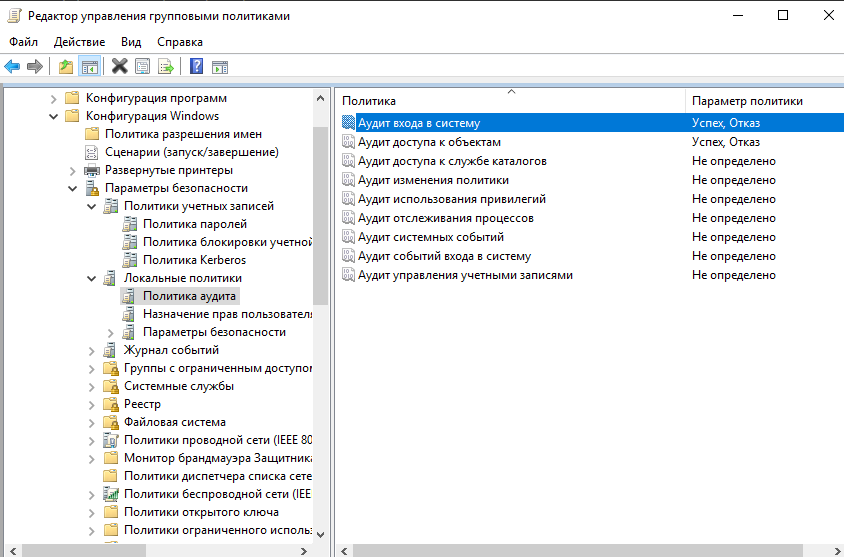 Редактор управления групповыми политиками
Файл Действие Вид Справка
Конфигурация программ
Конфигурация Windows
Политика разрешения имен
Сценарии (запуск/завершение)
Развернутые принтеры
Параметры безопасности
Политики учетных записей
Политика паролей
Политика блокировки учетной
Политика Kerberos
Локальные политики
Политика аудита
Назначение прав пользователя
Параметры безопасности
Журнал событий
Группы с ограниченным доступом
Системные службы
Реестр
Файловая система
Политики проводной сети (IEEE 80
Монитор брандмауэра Защитника
Политики диспетчера списка сете
Политики беспроводной сети (IEE
Политики открытого ключа
Политики ограниченного исполь
Политика Параметр политики
Аудит входа в систему Успех, Отказ
Аудит доступа к объектам Успех, Отказ
Аудит доступа к службе каталогов Не определено
Аудит изменения политики Не определено
Аудит использования привилегий Не определено
Аудит отслеживания процессов Не определено
Аудит системных событий Не определено
Аудит событий входа в систему Не определено
Аудит управления учетными записями Не определено